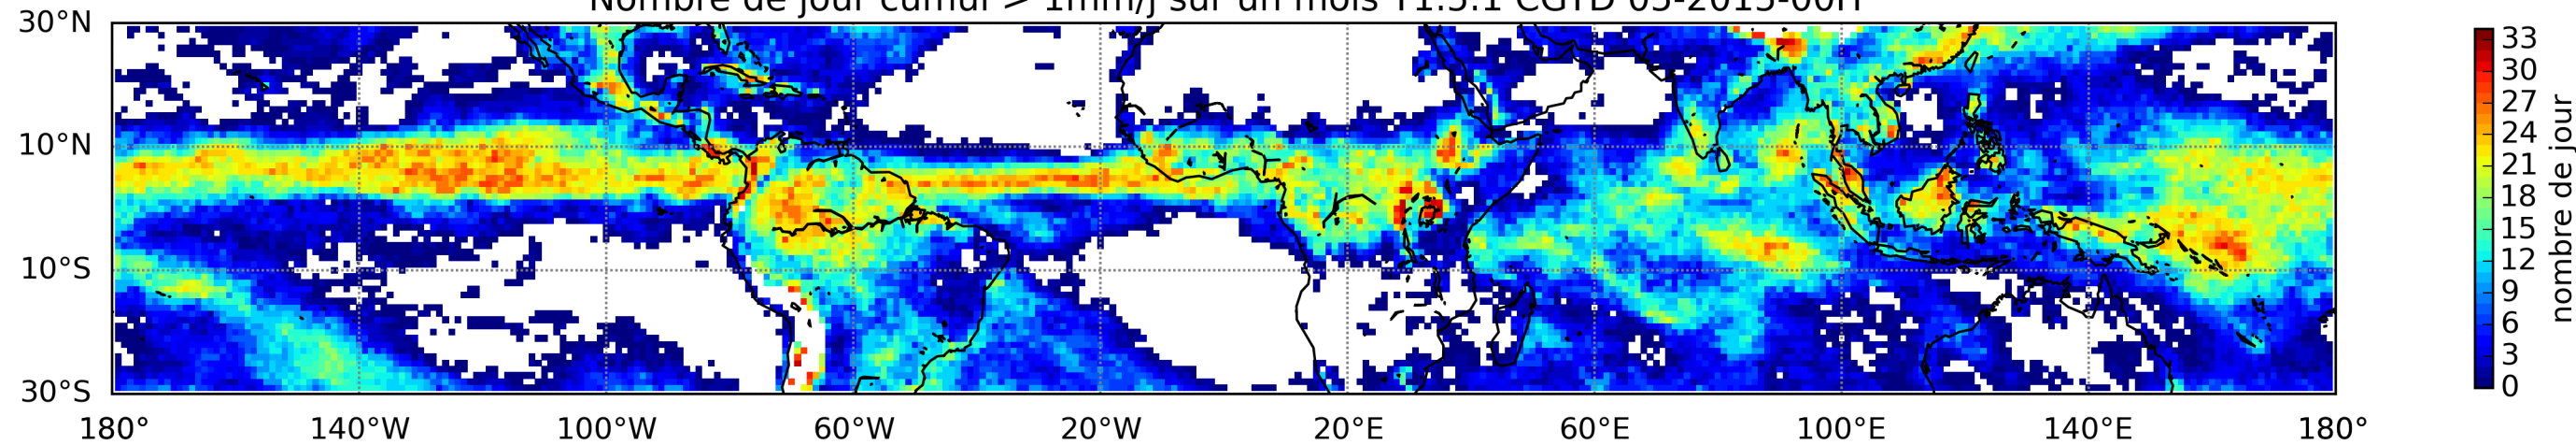 Nombre de jour cumul > 1mm/j sur un mois T1.5.1 CGTD 05-2015-00H
30°N
10°N
10°S
30°S
180° 140°W 100°W 60°W 20°W 20°E 60°E 100°E 140°E 180°
33
30
27
24
21
18
15
12
9
6
3
0
nombre de jour